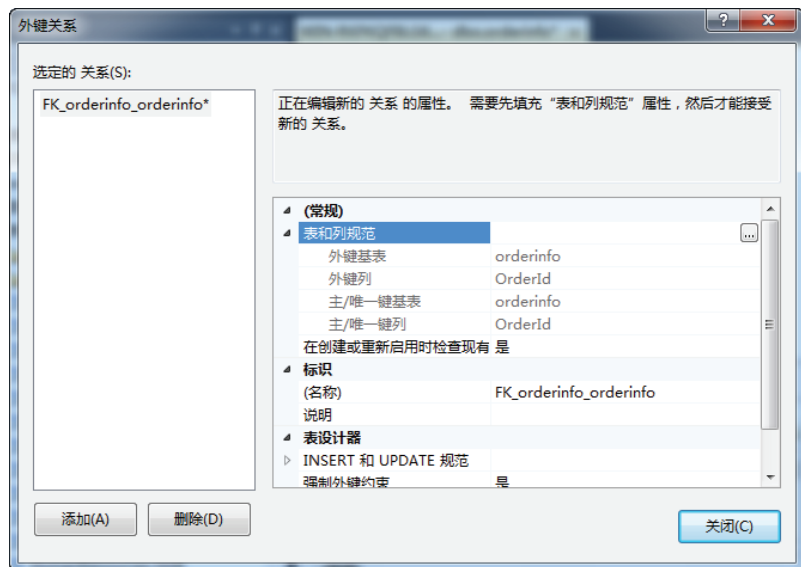 外键关系
选定的 关系(S):
FK_orderinfo_orderinfo*
正在编辑新的 关系 的属性。 需要先填充“表和列规范”属性，然后才能接受
新的 关系。
(常规)
表和列规范
...
外键基表 orderinfo
外键列 OrderId
主/唯一键基表 orderinfo
主/唯一键列 OrderId
在创建或重新启用时检查现有 是
标识
(名称) FK_orderinfo_orderinfo
说明
表设计器
INSERT 和 UPDATE 规范
强制外键约束 是
添加(A) 删除(D)
关闭(C)